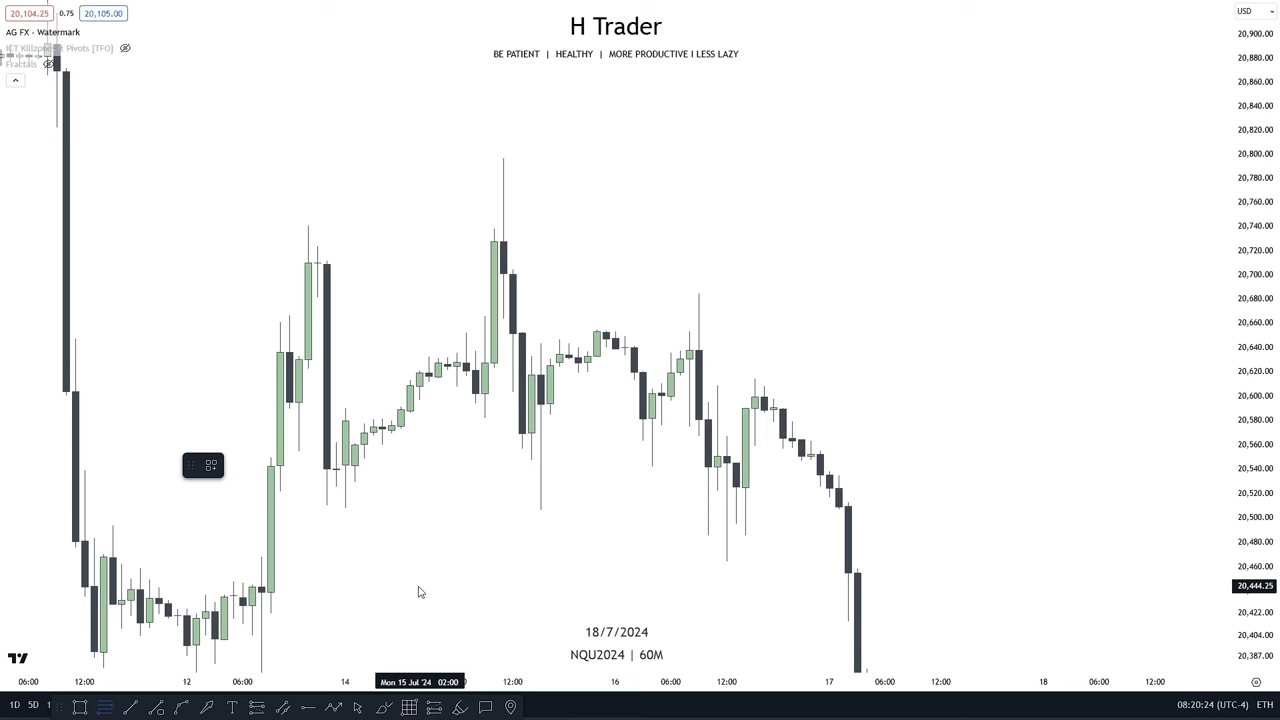 20,104.25 0.75 20,105.00
AG FX - Watermark
ICT Killzones & Pivots [TFO]
Fractals
H Trader
BE PATIENT | HEALTHY | MORE PRODUCTIVE I LESS LAZY
USD
20,900.00
20,880.00
20,860.00
20,840.00
20,820.00
20,800.00
20,780.00
20,760.00
20,740.00
20,720.00
20,700.00
20,680.00
20,660.00
20,640.00
20,620.00
20,600.00
20,580.00
20,560.00
20,540.00
20,520.00
20,500.00
20,480.00
20,460.00
20,444.25
20,422.00
20,404.00
20,387.00
18/7/2024
NQU2024 | 60M
06:00 12:00 12 06:00 14 Mon 15 Jul '24 02:00 12:00 16 06:00 12:00 17 06:00 12:00 18 06:00 12:00
1D 5D 08:20:24 (UTC-4) ETH